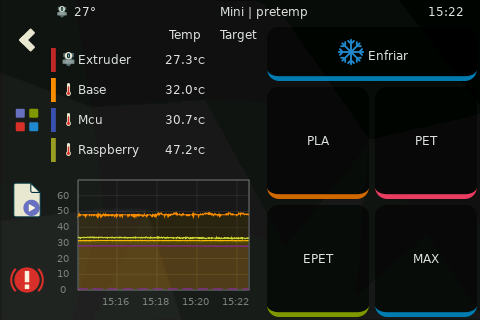 27° Mini | pretemp 15:22
Temp Target
Extruder 27.3°c
Base 32.0°c
Mcu 30.7°c
Raspberry 47.2°c
Enfriar
PLA PET
EPET MAX
60
50
40
30
20
10
0
15:16 15:18 15:20 15:22